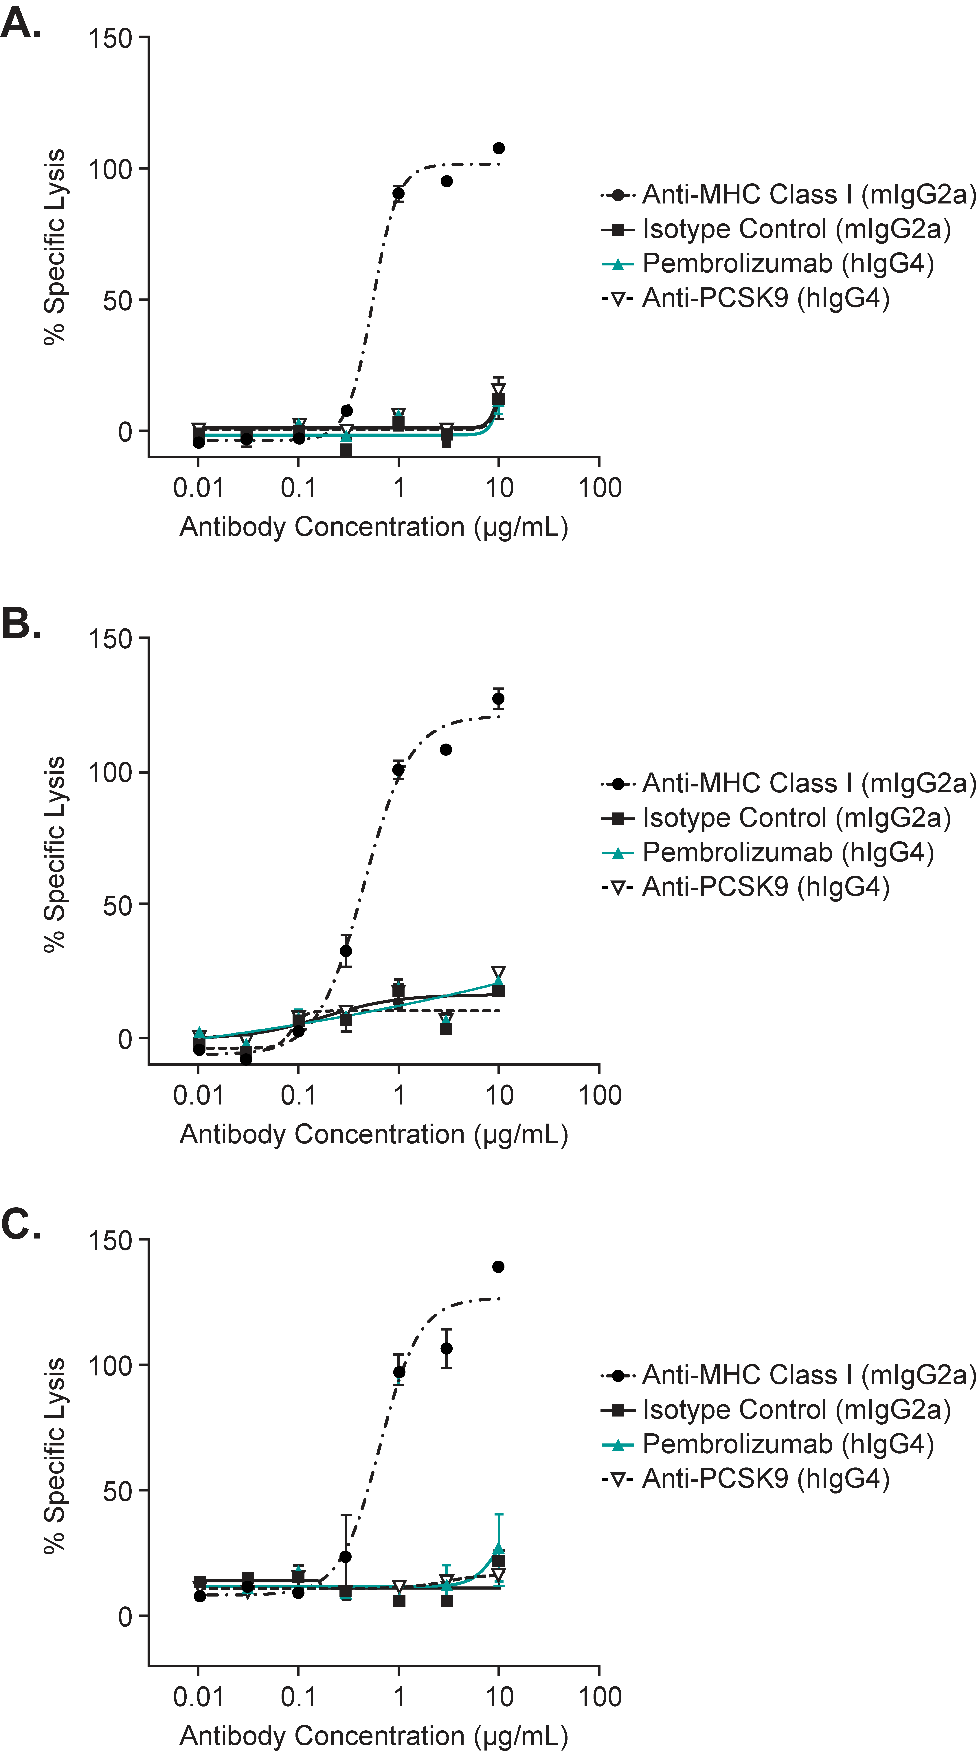 A.
150
100
50
0
% Specific Lysis
0.01 0.1 1 10 100
Antibody Concentration (µg/mL)
Anti-MHC Class I (mIgG2a)
Isotype Control (mIgG2a)
Pembrolizumab (hIgG4)
Anti-PCSK9 (hIgG4)
B.
150
100
50
0
% Specific Lysis
0.01 0.1 1 10 100
Antibody Concentration (µg/mL)
Anti-MHC Class I (mIgG2a)
Isotype Control (mIgG2a)
Pembrolizumab (hIgG4)
Anti-PCSK9 (hIgG4)
C.
150
100
50
0
% Specific Lysis
0.01 0.1 1 10 100
Antibody Concentration (µg/mL)
Anti-MHC Class I (mIgG2a)
Isotype Control (mIgG2a)
Pembrolizumab (hIgG4)
Anti-PCSK9 (hIgG4)